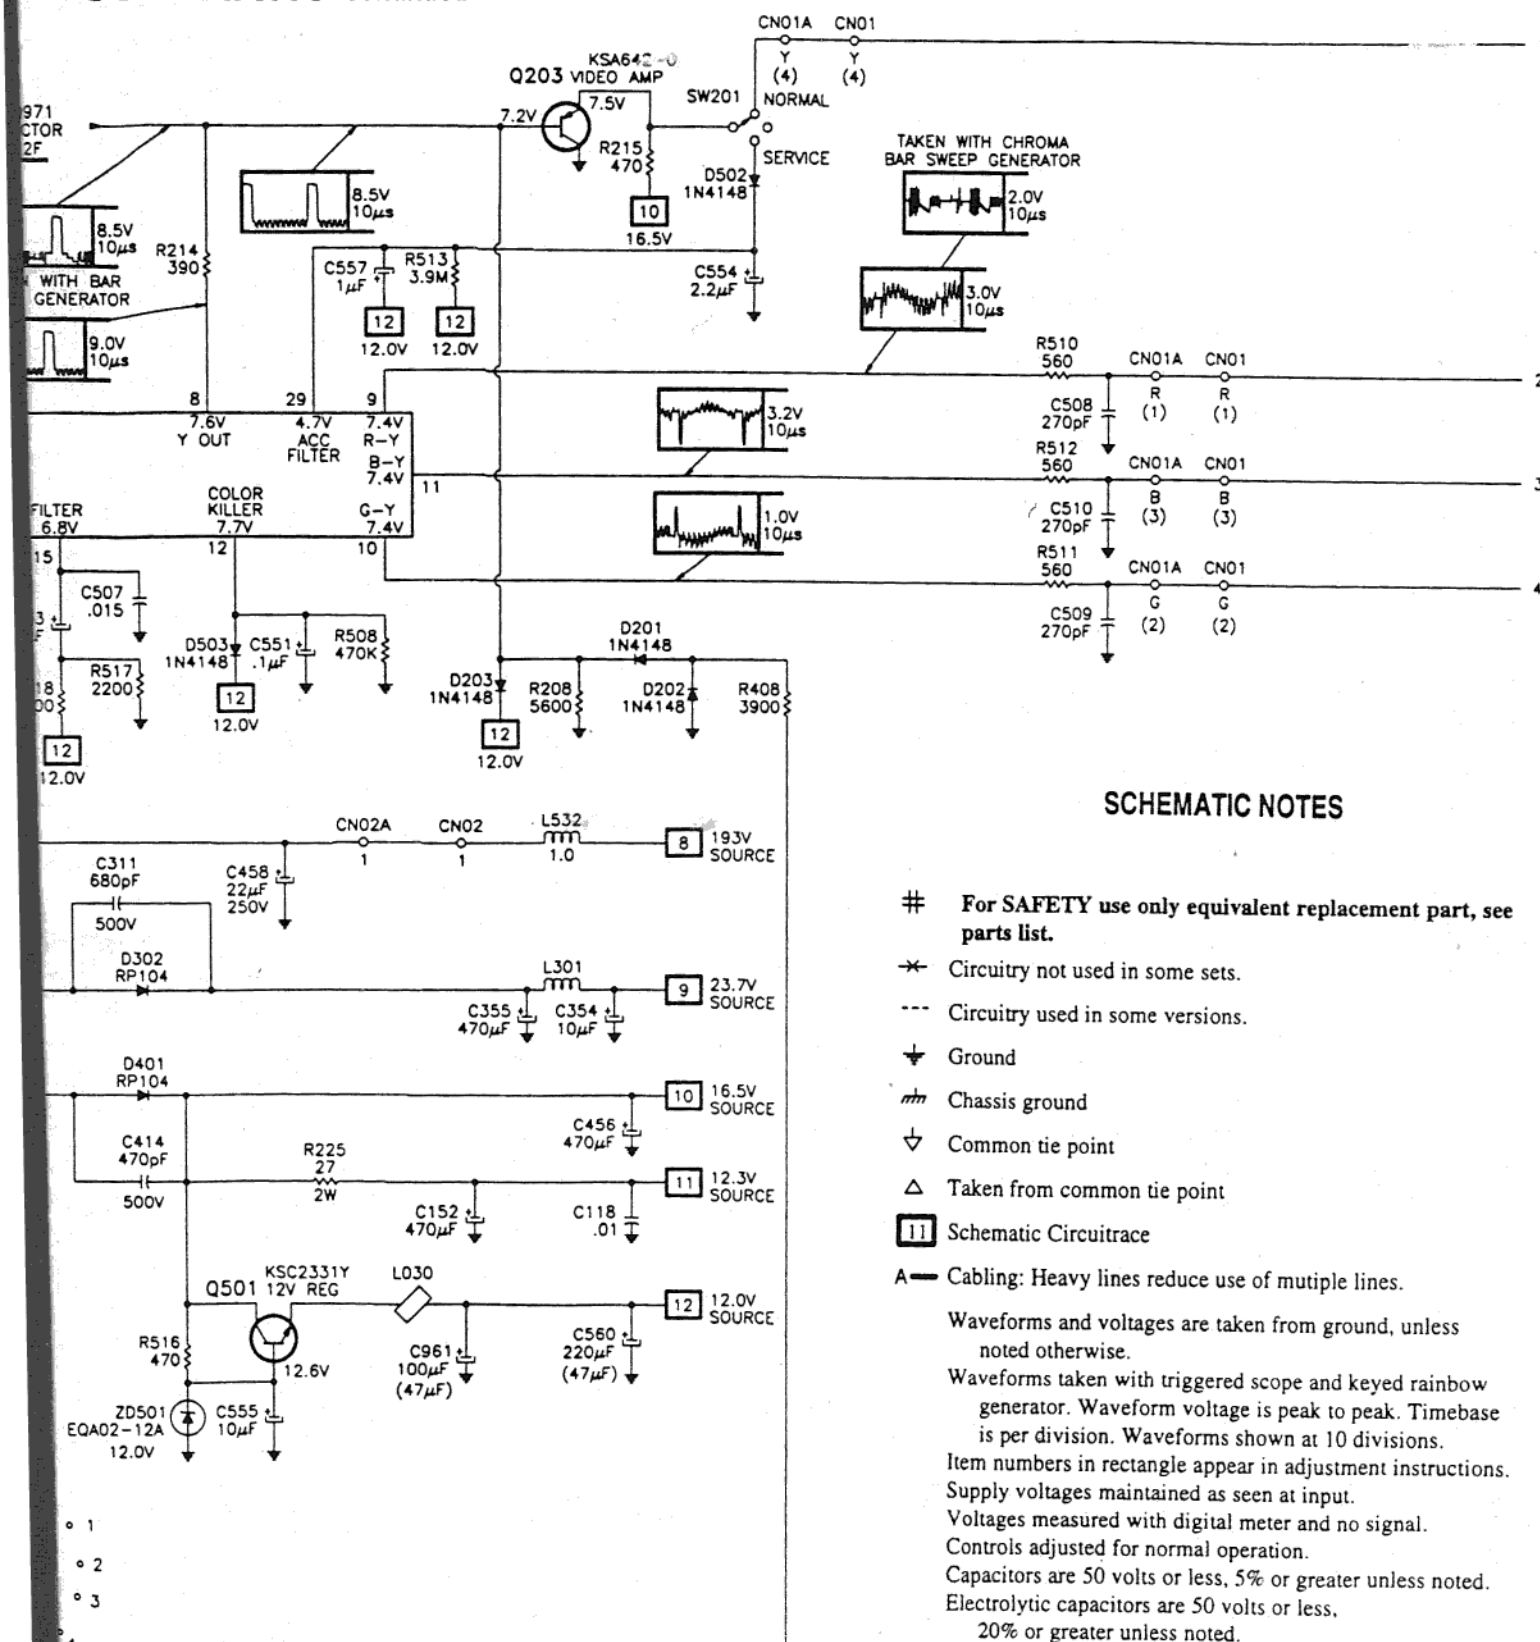 CN01A CN01
Y Y
(4) (4)
KSA642-O
Q203 VIDEO AMP
7.5V
7.2V
SW201 NORMAL
971
CTOR
2F
R215
470
SERVICE
D502
1N4148
10
16.5V
TAKEN WITH CHROMA
BAR SWEEP GENERATOR
2.0V
10µs
8.5V
10µs
8.5V
10µs
R214
390
WITH BAR
GENERATOR
9.0V
10µs
C557
1µF
R513
3.9M
12
12.0V
12
12.0V
C554
2.2µF
3.0V
10µs
R510
560
CN01A CN01
R R
(1) (1)
C508
270pF
2
8
7.6V
Y OUT
29
4.7V
ACC
FILTER
9
7.4V
R-Y
B-Y
7.4V
11
3.2V
10µs
R512
560
CN01A CN01
B B
(3) (3)
C510
270pF
3
FILTER
6.8V
15
COLOR
KILLER
7.7V
12
G-Y
7.4V
10
1.0V
10µs
R511
560
CN01A CN01
G G
(2) (2)
C509
270pF
4
C507
.015
3
F
R517
2200
18
00
12
12.0V
D503
1N4148
C551
.1µF
R508
470K
12
12.0V
D203
1N4148
12
12.0V
R208
5600
D201
1N4148
D202
1N4148
R408
3900
CN02A CN02
1 1
L532
1.0
8 193V
SOURCE
C458
22µF
250V
C311
680pF
500V
D302
RP104
L301
9 23.7V
SOURCE
C355
470µF
C354
10µF
D401
RP104
10 16.5V
SOURCE
C456
470µF
C414
470pF
500V
R225
27
2W
11 12.3V
SOURCE
C152
470µF
C118
.01
KSC2331Y
Q501 12V REG
L030
12 12.0V
SOURCE
R516
470
12.6V
C961
100µF
(47µF)
C560
220µF
(47µF)
ZD501
EQA02-12A
12.0V
C555
10µF
1
2
3
SCHEMATIC NOTES
# For SAFETY use only equivalent replacement part, see
parts list.
Circuitry not used in some sets.
--- Circuitry used in some versions.
Ground
Chassis ground
Common tie point
Taken from common tie point
11 Schematic Circuitrace
A Cabling: Heavy lines reduce use of mutiple lines.
Waveforms and voltages are taken from ground, unless
noted otherwise.
Waveforms taken with triggered scope and keyed rainbow
generator. Waveform voltage is peak to peak. Timebase
is per division. Waveforms shown at 10 divisions.
Item numbers in rectangle appear in adjustment instructions.
Supply voltages maintained as seen at input.
Voltages measured with digital meter and no signal.
Controls adjusted for normal operation.
Capacitors are 50 volts or less, 5% or greater unless noted.
Electrolytic capacitors are 50 volts or less,
20% or greater unless noted.